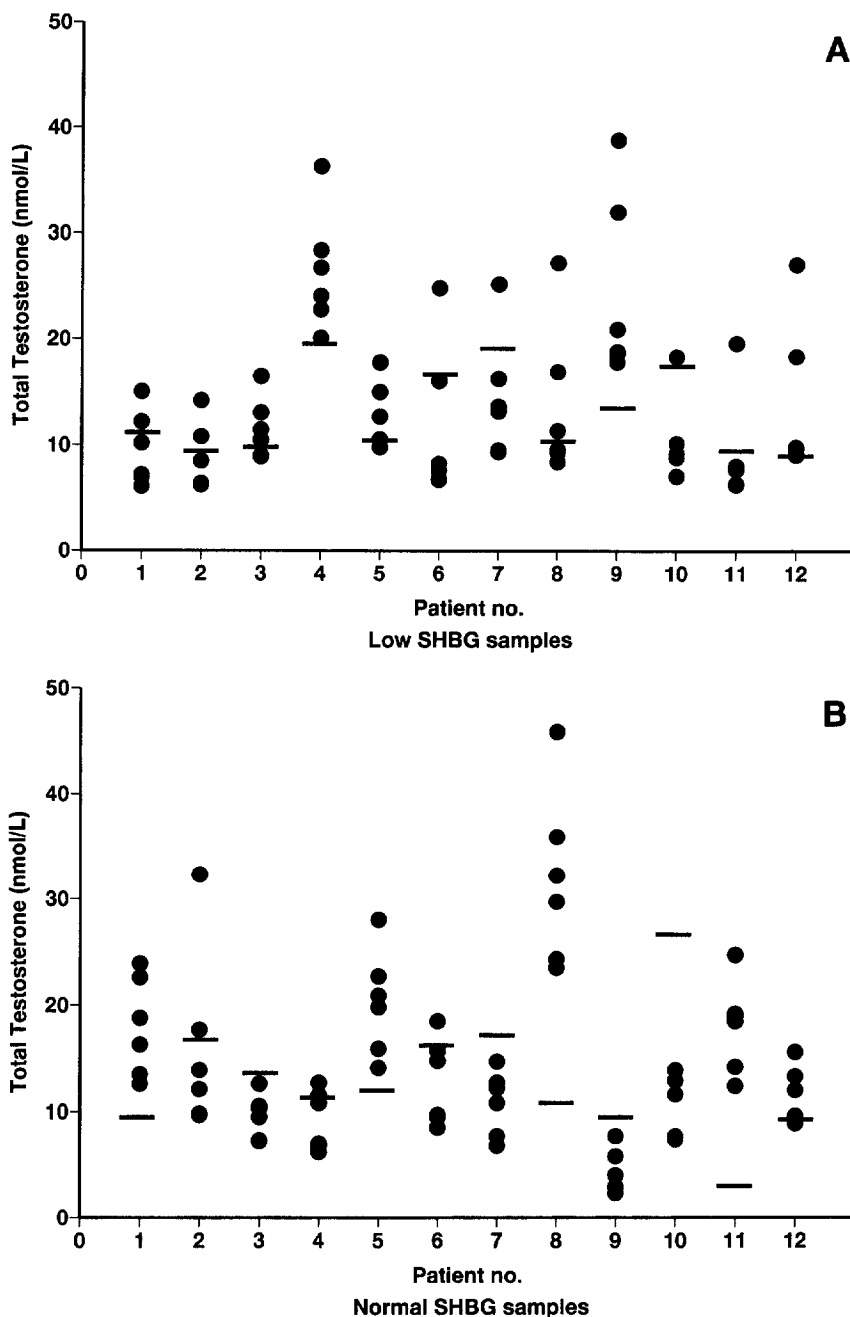 A
Total Testosterone (nmol/L)
50
40
30
20
10
0
0 1 2 3 4 5 6 7 8 9 10 11 12
Patient no.
Low SHBG samples
B
Total Testosterone (nmol/L)
50
40
30
20
10
0
0 1 2 3 4 5 6 7 8 9 10 11 12
Patient no.
Normal SHBG samples